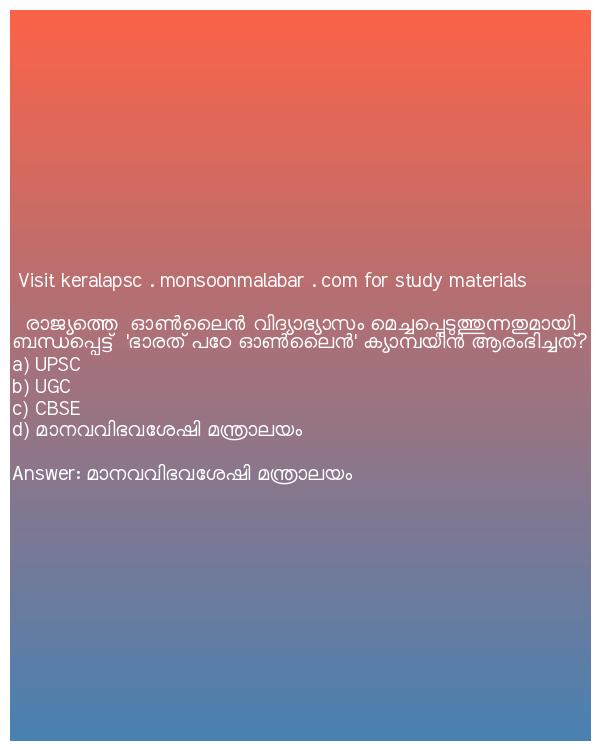 Visit keralapsc . monsoonmalabar . com for study materials
രാജ്യത്തെ ഓൺലൈൻ വിദ്യാഭ്യാസം മെച്ചപ്പെടുത്തുന്നതുമായി
ബന്ധപ്പെട്ട് 'ഭാരത് പഠേ ഓൺലൈൻ' ക്യാമ്പയിൻ ആരംഭിച്ചത്?
a) UPSC
b) UGC
c) CBSE
d) മാനവവിഭവശേഷി മന്ത്രാലയം
Answer: മാനവവിഭവശേഷി മന്ത്രാലയം